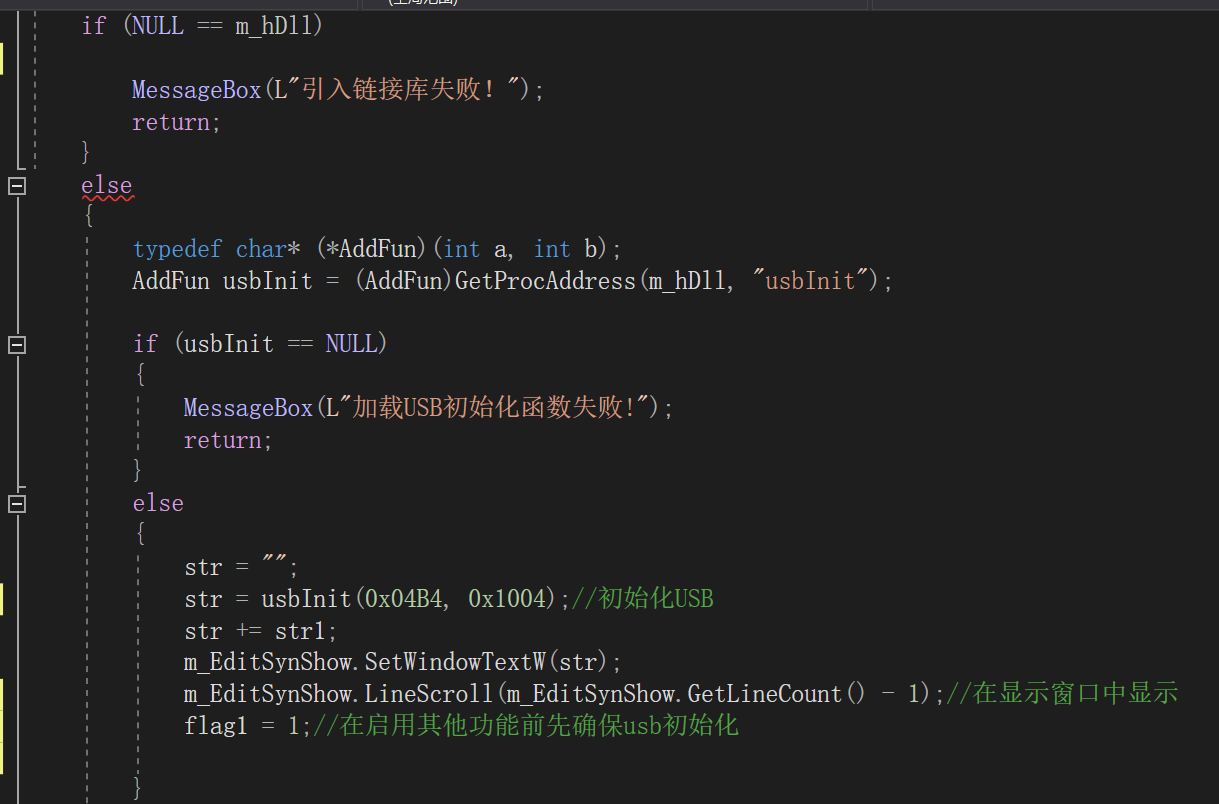 if (NULL == m_hDll)
MessageBox(L"引入链接库失败！");
return;
}
else
{
typedef char* (*AddFun)(int a, int b);
AddFun usbInit = (AddFun)GetProcAddress(m_hDll, "usbInit");
if (usbInit == NULL)
{
MessageBox(L"加载USB初始化函数失败!");
return;
}
else
{
str = "";
str = usbInit(0x04B4, 0x1004);//初始化USB
str += str1;
m_EditSynShow.SetWindowTextW(str);
m_EditSynShow.LineScroll(m_EditSynShow.GetLineCount() - 1);//在显示窗口中显示
flag1 = 1;//在启用其他功能前先确保usb初始化
}